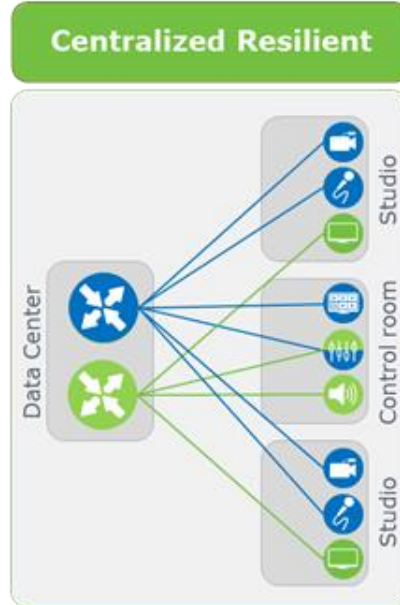 Centralized Resilient
Data Center
Studio
Control room
Studio